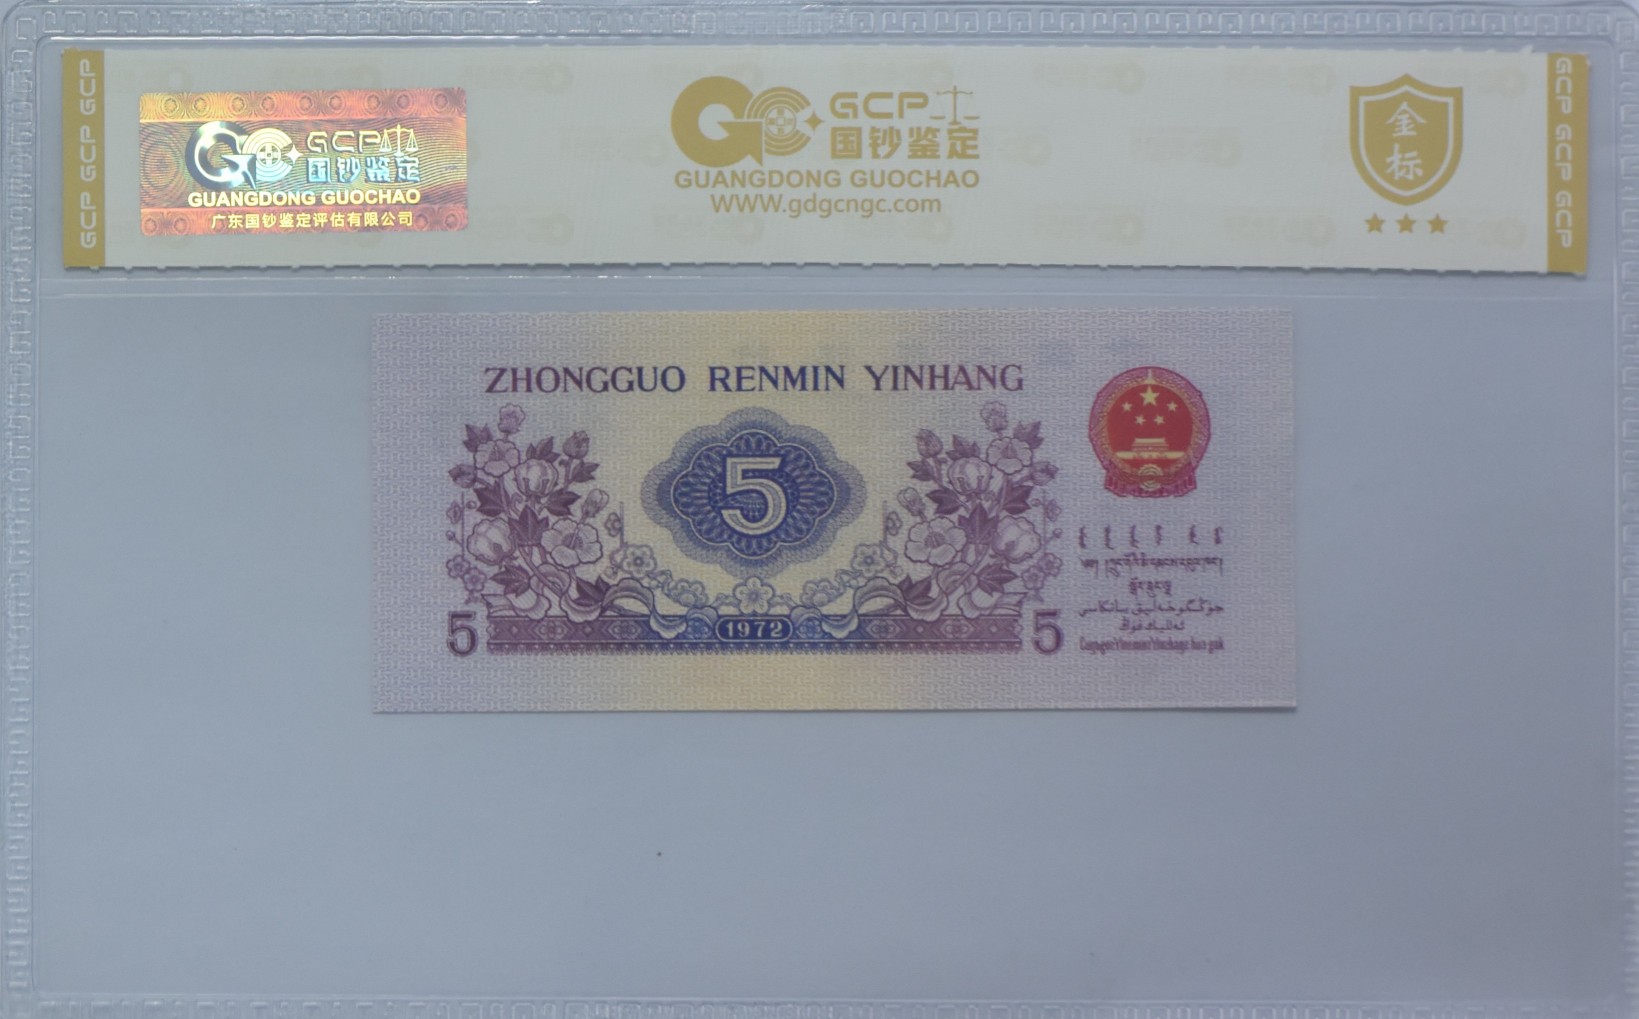 GCP GCP GCP
GCP
国钞鉴定
GUANGDONG GUOCHAO
广东国钞鉴定评估有限公司
GCP
国钞鉴定
GUANGDONG GUOCHAO
WWW.gdgcngc.com
金
标
GCP GCP GCP
ZHONGGUO RENMIN YINHANG
5
5
1972
5